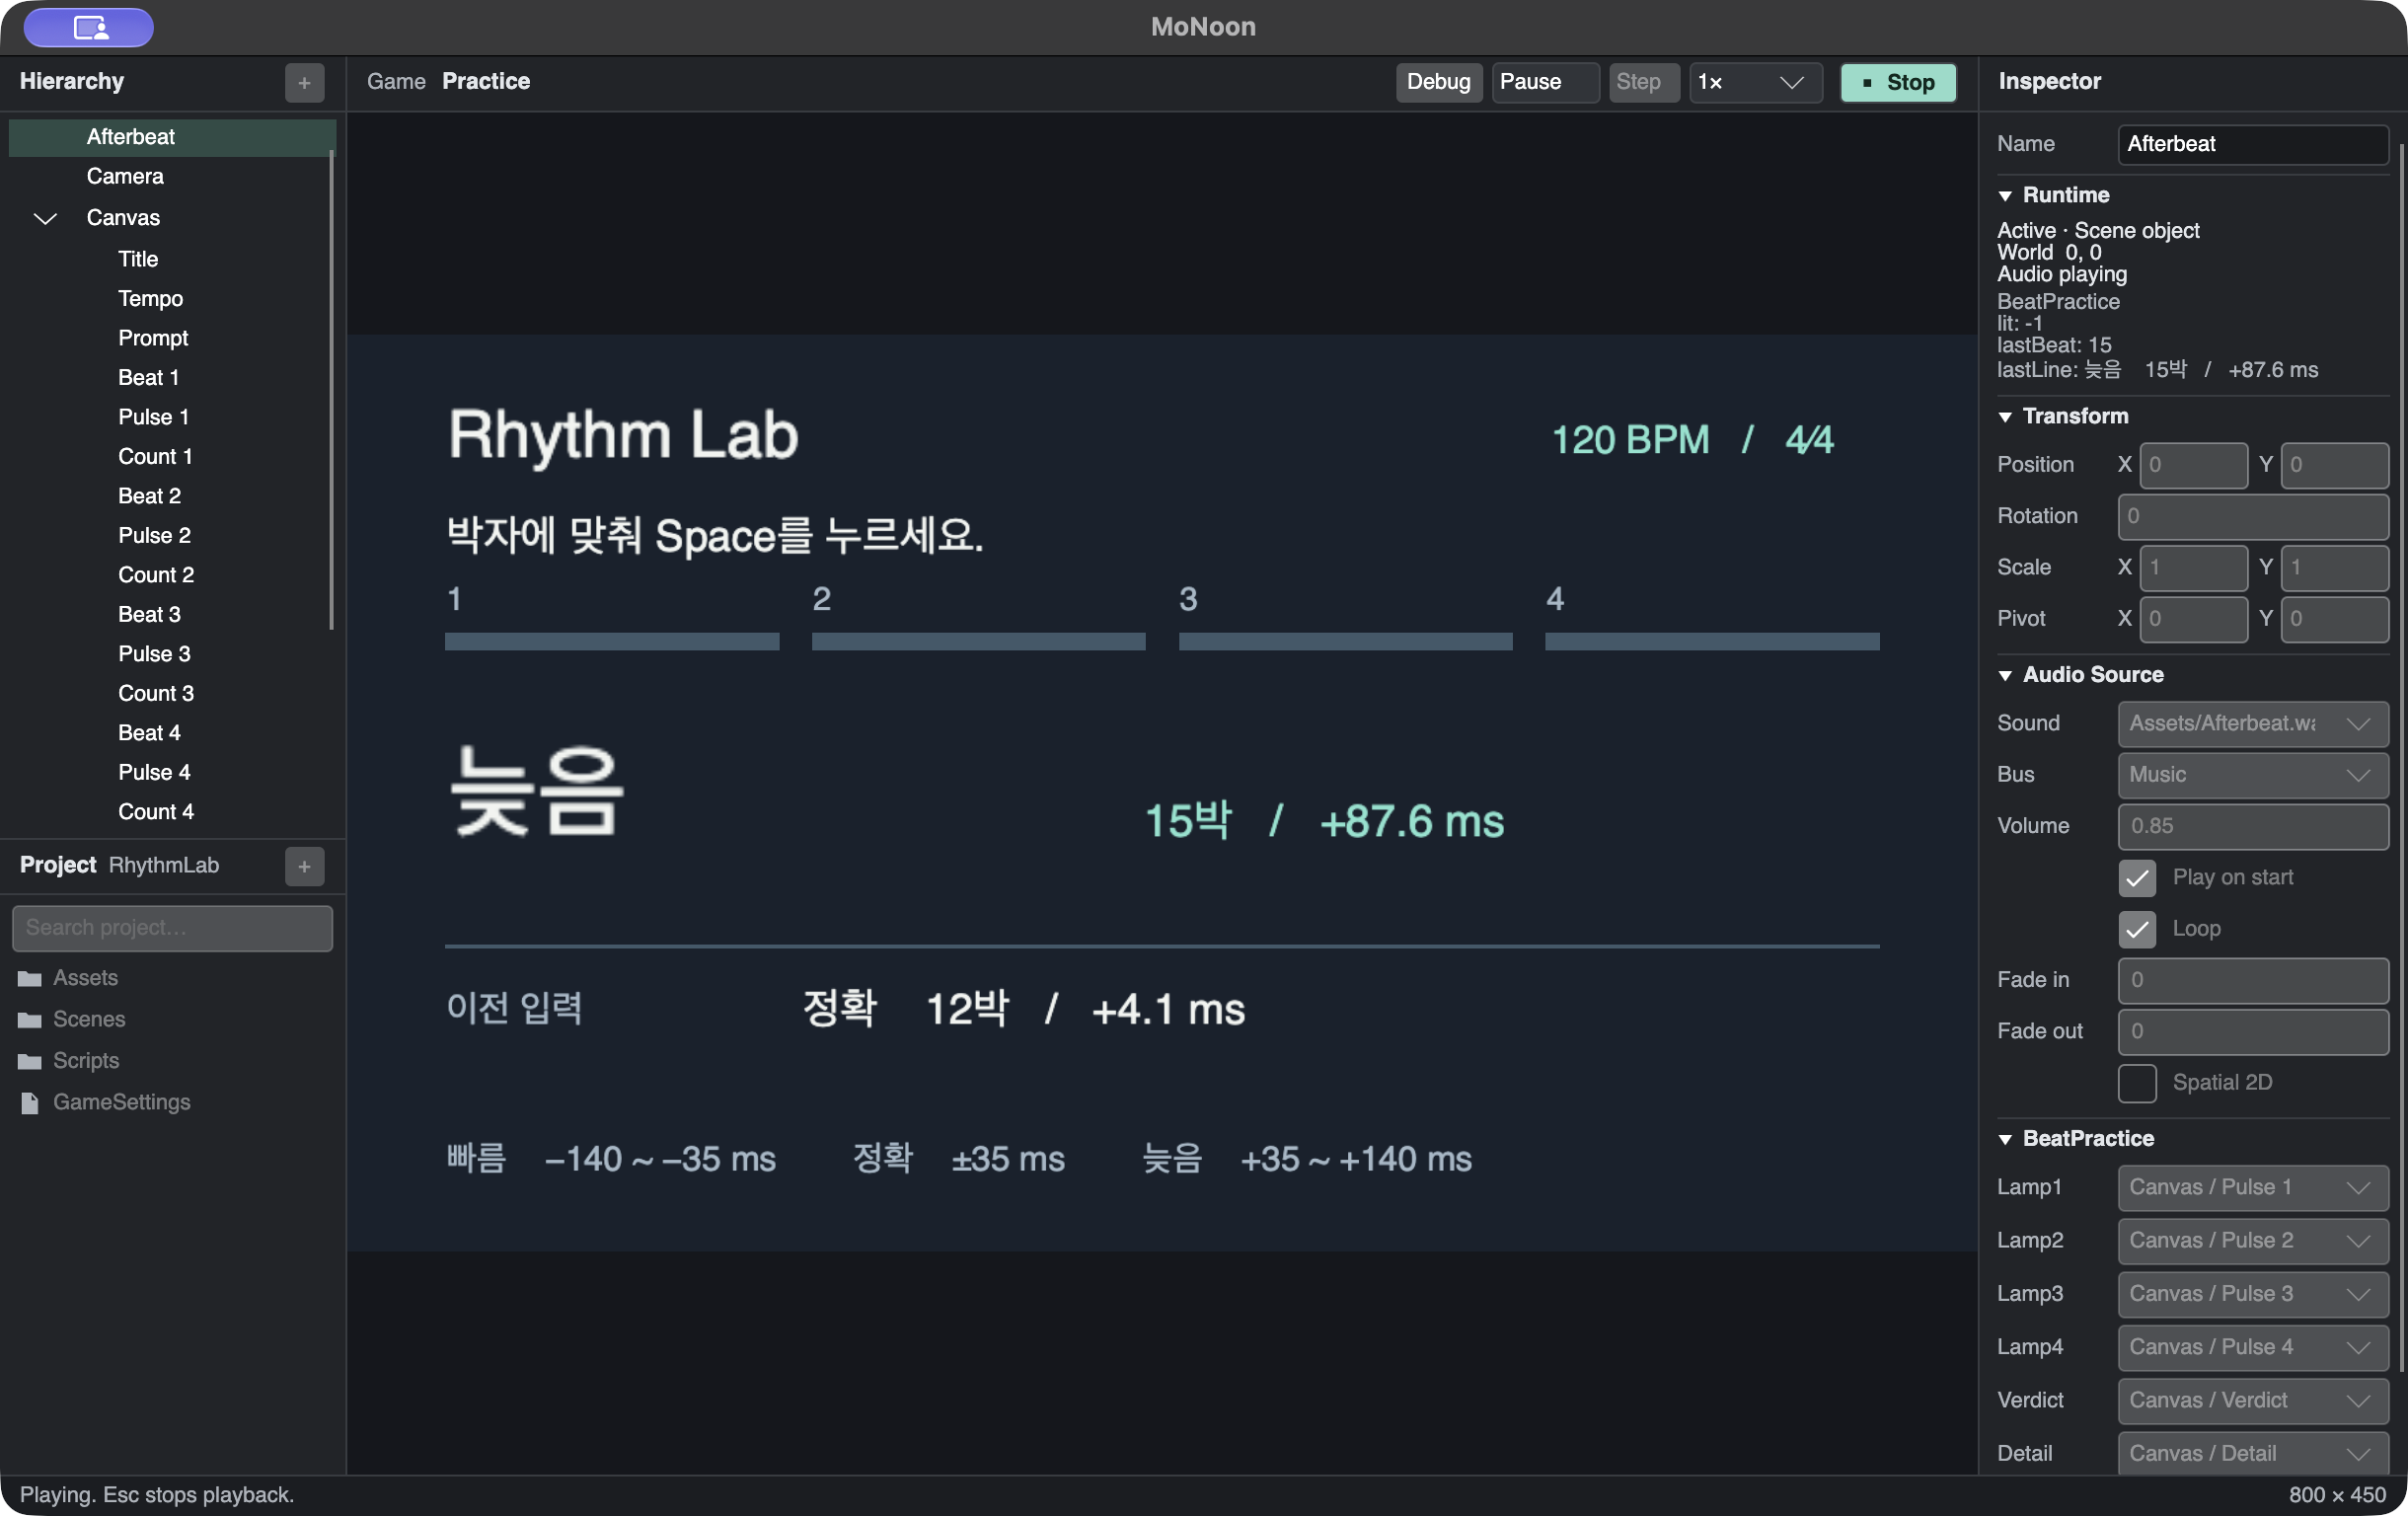 MoNoon
Hierarchy +
Afterbeat
Camera
Canvas
Title
Tempo
Prompt
Beat 1
Pulse 1
Count 1
Beat 2
Pulse 2
Count 2
Beat 3
Pulse 3
Count 3
Beat 4
Pulse 4
Count 4
Project RhythmLab +
Search project...
Assets
Scenes
Scripts
GameSettings
Game Practice Debug Pause Step 1× Stop
Rhythm Lab 120 BPM / 4/4
박자에 맞춰 Space를 누르세요.
1 2 3 4
늦음 15박 / +87.6 ms
이전 입력 정확 12박 / +4.1 ms
빠름 −140 ~ −35 ms 정확 ±35 ms 늦음 +35 ~ +140 ms
Inspector
Name Afterbeat
Runtime
Active · Scene object
World 0, 0
Audio playing
BeatPractice
lit: -1
lastBeat: 15
lastLine: 늦음 15박 / +87.6 ms
Transform
Position X 0 Y 0
Rotation 0
Scale X 1 Y 1
Pivot X 0 Y 0
Audio Source
Sound Assets/Afterbeat.wa
Bus Music
Volume 0.85
Play on start
Loop
Fade in 0
Fade out 0
Spatial 2D
BeatPractice
Lamp1 Canvas / Pulse 1
Lamp2 Canvas / Pulse 2
Lamp3 Canvas / Pulse 3
Lamp4 Canvas / Pulse 4
Verdict Canvas / Verdict
Detail Canvas / Detail
Playing. Esc stops playback. 800 × 450